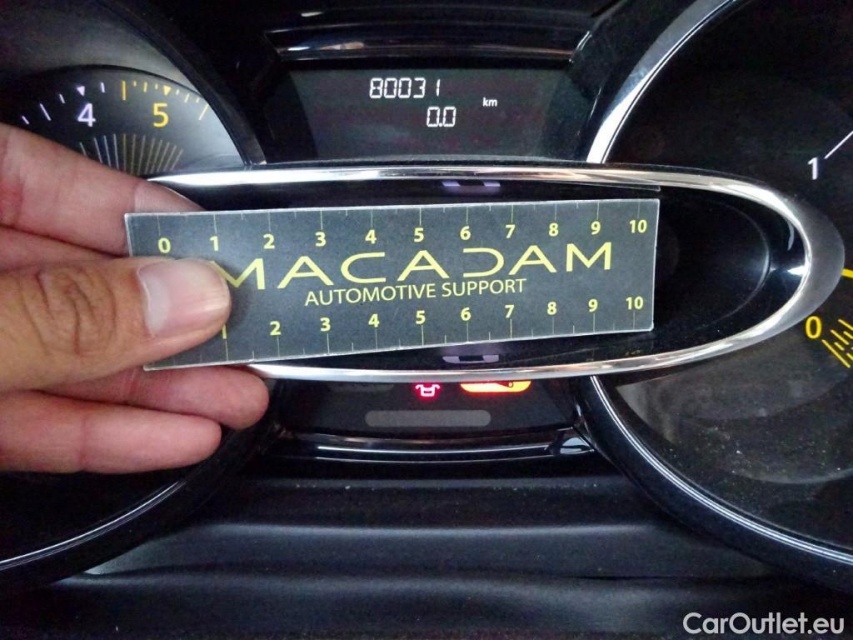 80031
0.0 km
4 5
1
0 1 2 3 4 5 6 7 8 9 10
MACADAM
AUTOMOTIVE SUPPORT
1 2 3 4 5 6 7 8 9 10
0
CarOutlet.eu